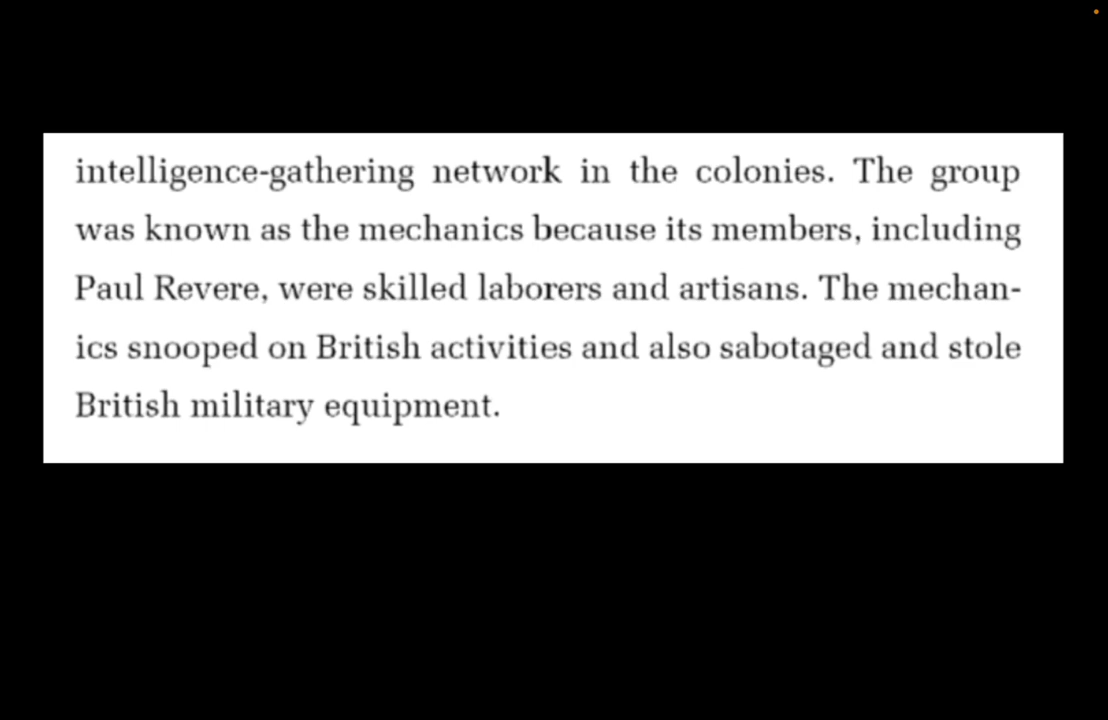 intelligence-gathering network in the colonies. The group
was known as the mechanics because its members, including
Paul Revere, were skilled laborers and artisans. The mechan-
ics snooped on British activities and also sabotaged and stole
British military equipment.